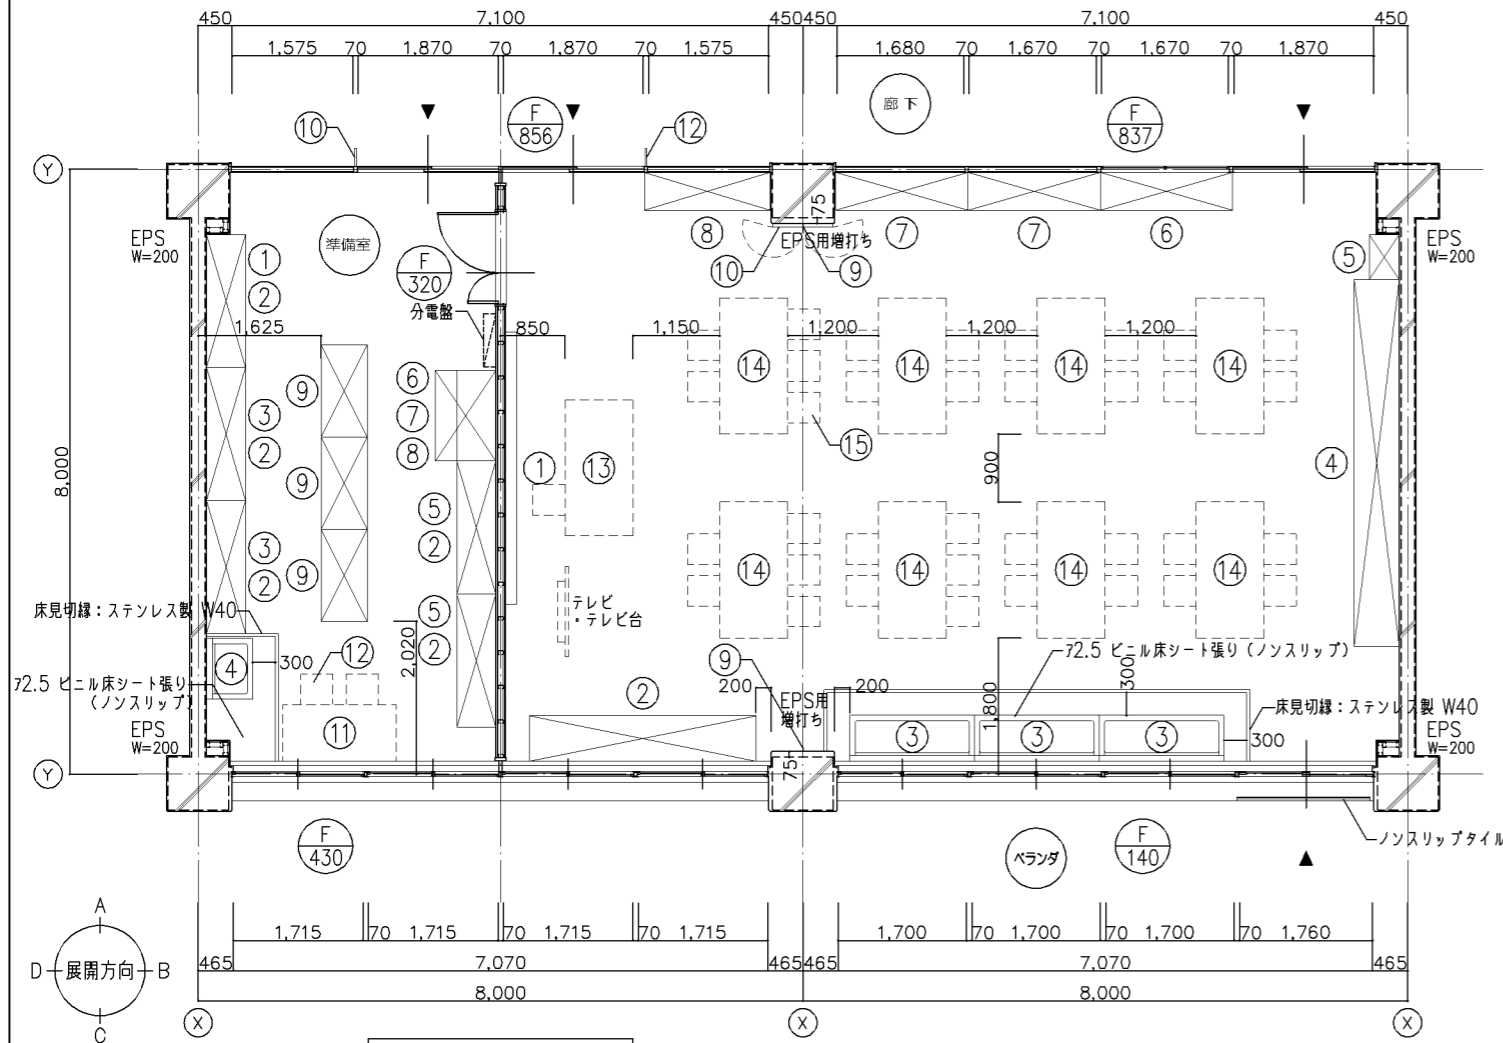 450 7,100 450 450 7,100 450
1,575 70 1,870 70 1,870 70 1,575 1,680 70 1,670 70 1,670 70 1,870
廊下
F
856
F
837
10
12
Y
準備室
F
320
分電盤
EPS
W=200
75
EPS用増打ち
8
7
7
6
10
9
EPS
W=200
5
1
2
1,625
850
1,150
1,200
1,200
1,200
9
6
7
8
14
14
14
14
3
2
9
5
2
1
13
15
900
4
8,000
3
2
9
5
2
14
14
14
14
テレビ
・テレビ台
床見切縁：ステンレス製 W40
4
300
12
2,020
ｱ2.5 ビニル床シート張り
（ノンスリップ）
11
2
9
200
200
EPS用
増打ち
75
ｱ2.5 ビニル床シート張り（ノンスリップ）
1,800
300
3
3
3
300
床見切縁：ステンレス製 W40
EPS
W=200
EPS
W=200
Y
F
430
ベランダ
F
140
ノンスリップタイル
A
D 展開方向 B
C
1,715 70 1,715 70 1,715 70 1,715 1,700 70 1,700 70 1,700 70 1,760
465 7,070 465 465 7,070 465
8,000 8,000
X X X